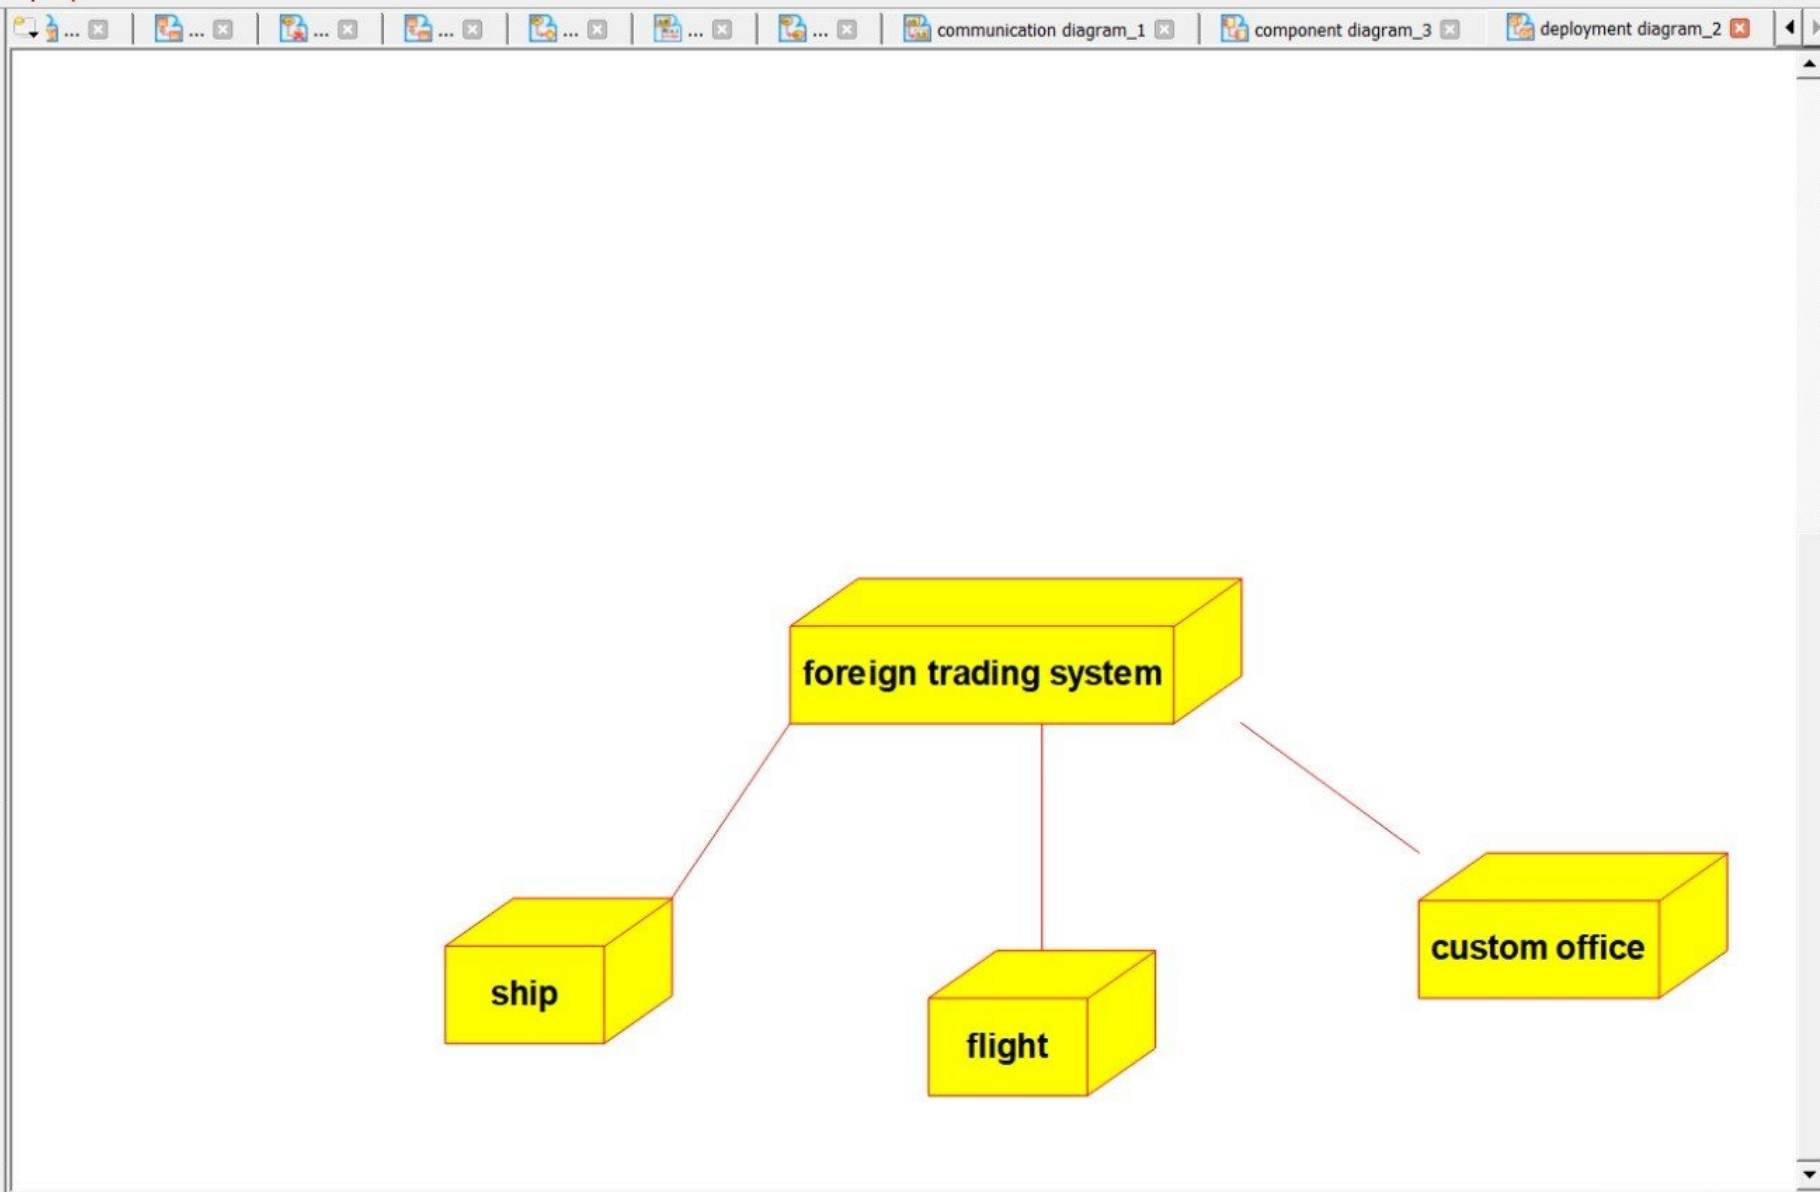 ... ... ... ... ... ... ... communication diagram_1 component diagram_3 deployment diagram_2
foreign trading system
custom office
ship
flight